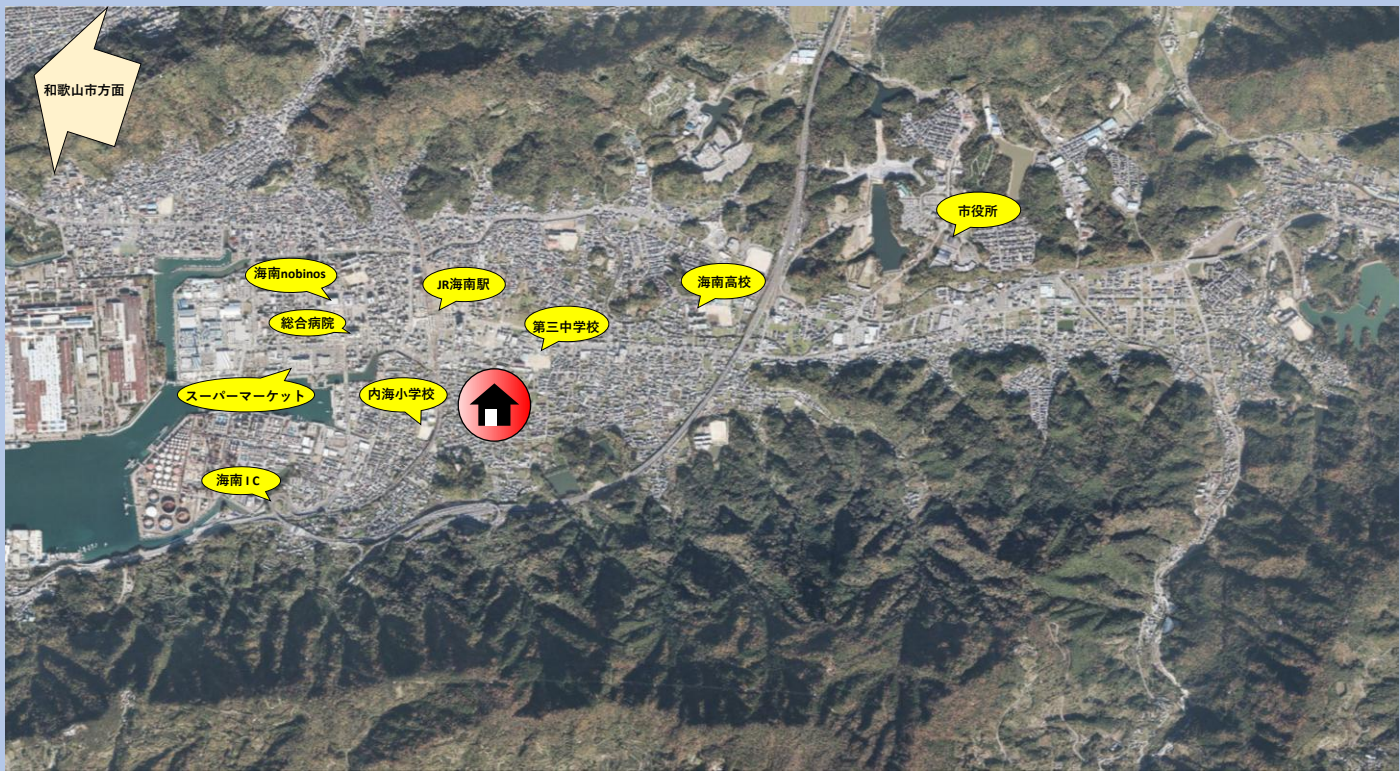 和歌山市方面
市役所
海南nobinos
JR海南駅
海南高校
総合病院
第三中学校
スーパーマーケット
内海小学校
海南IC